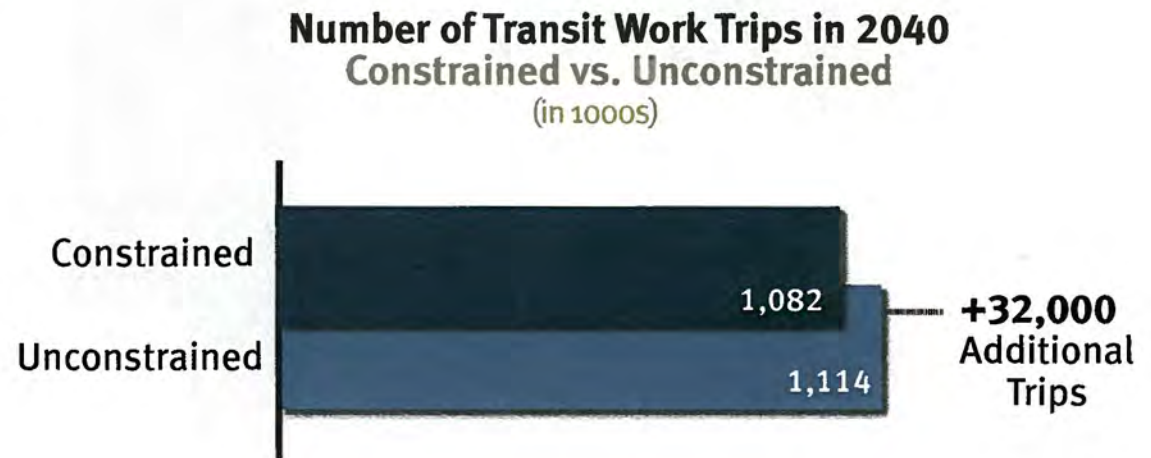 Number of Transit Work Trips in 2040
Constrained vs. Unconstrained
(in 1000s)
Constrained
1,082
Unconstrained
1,114
+32,000
Additional
Trips